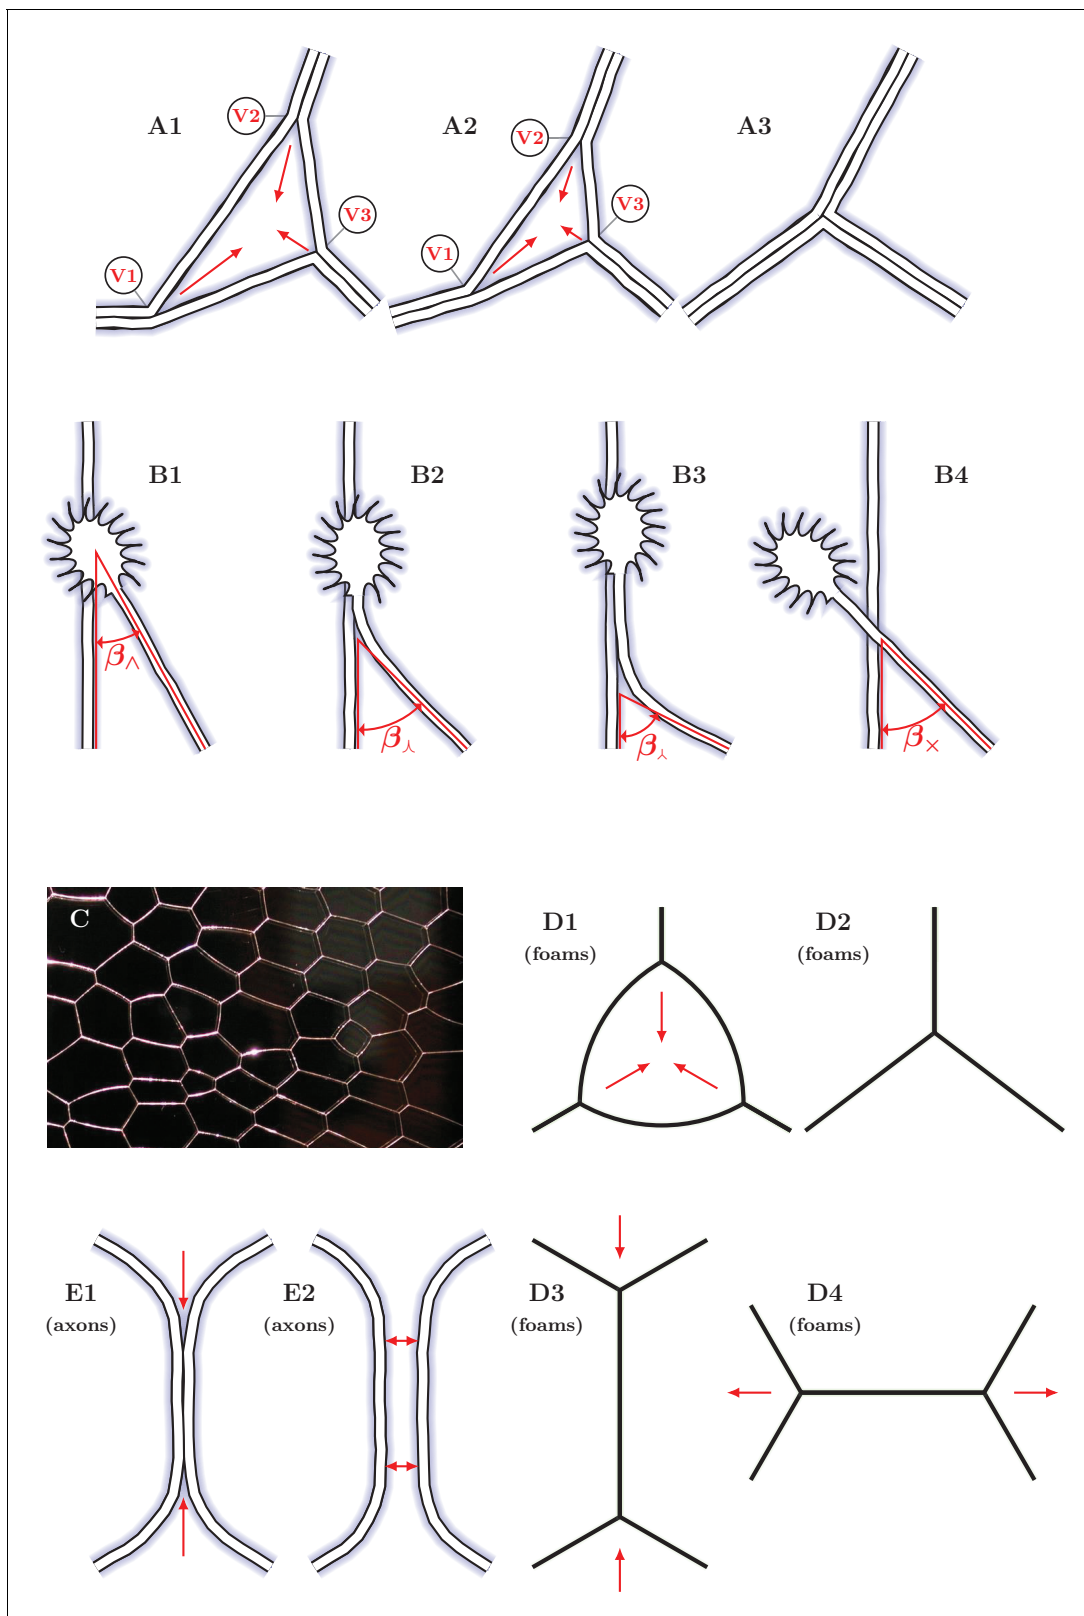 A1
A2
A3
V2
V2
V3
V3
V1
V1
B1
B2
B3
B4
β∧
β⅄
β⅄
β×
C
D1
(foams)
D2
(foams)
E1
(axons)
E2
(axons)
D3
(foams)
D4
(foams)